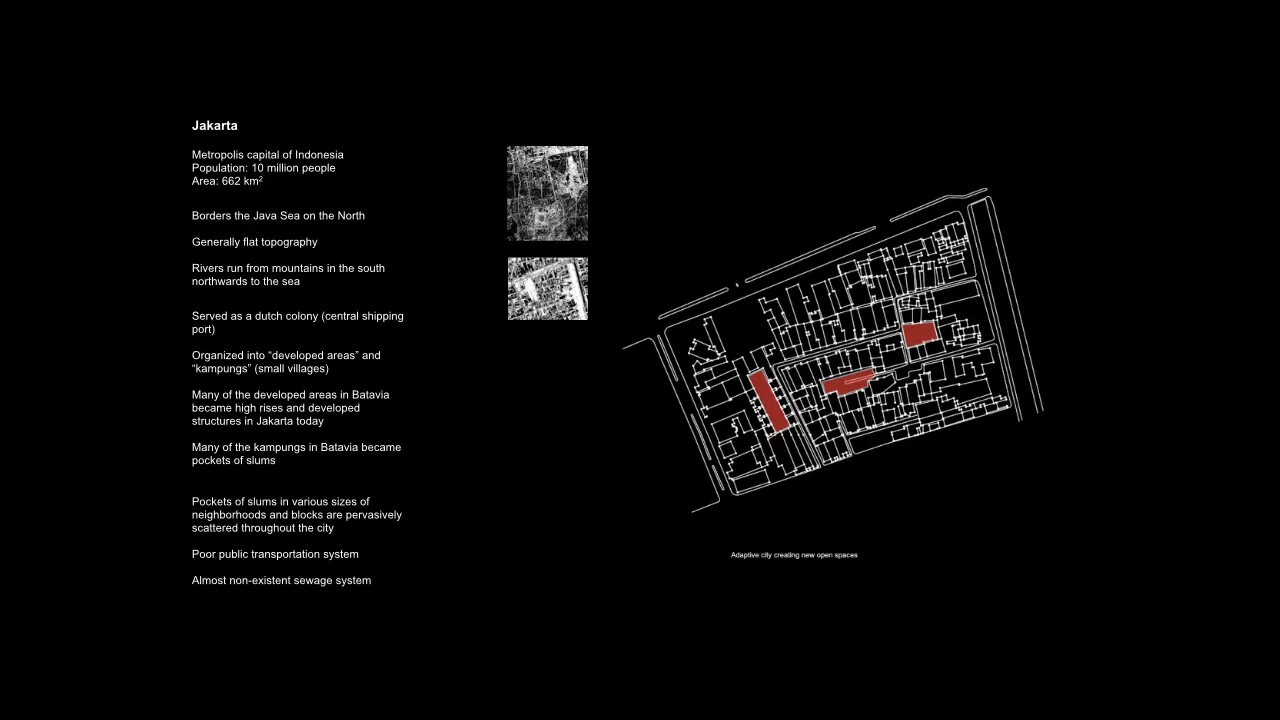 Jakarta
Metropolis capital of Indonesia
Population: 10 million people
Area: 662 km²
Borders the Java Sea on the North
Generally flat topography
Rivers run from mountains in the south
northwards to the sea
Served as a dutch colony (central shipping
port)
Organized into “developed areas” and
“kampungs” (small villages)
Many of the developed areas in Batavia
became high rises and developed
structures in Jakarta today
Many of the kampungs in Batavia became
pockets of slums
Pockets of slums in various sizes of
neighborhoods and blocks are pervasively
scattered throughout the city
Poor public transportation system
Almost non-existent sewage system
Adaptive city creating new open spaces